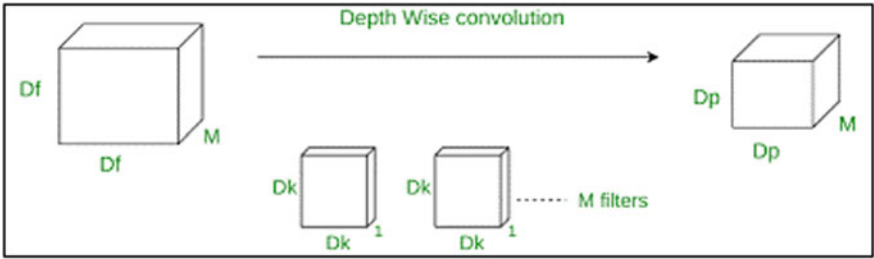 Depth Wise convolution
Df
Df
M
Dp
Dp
M
Dk
Dk
1
Dk
Dk
1
M filters